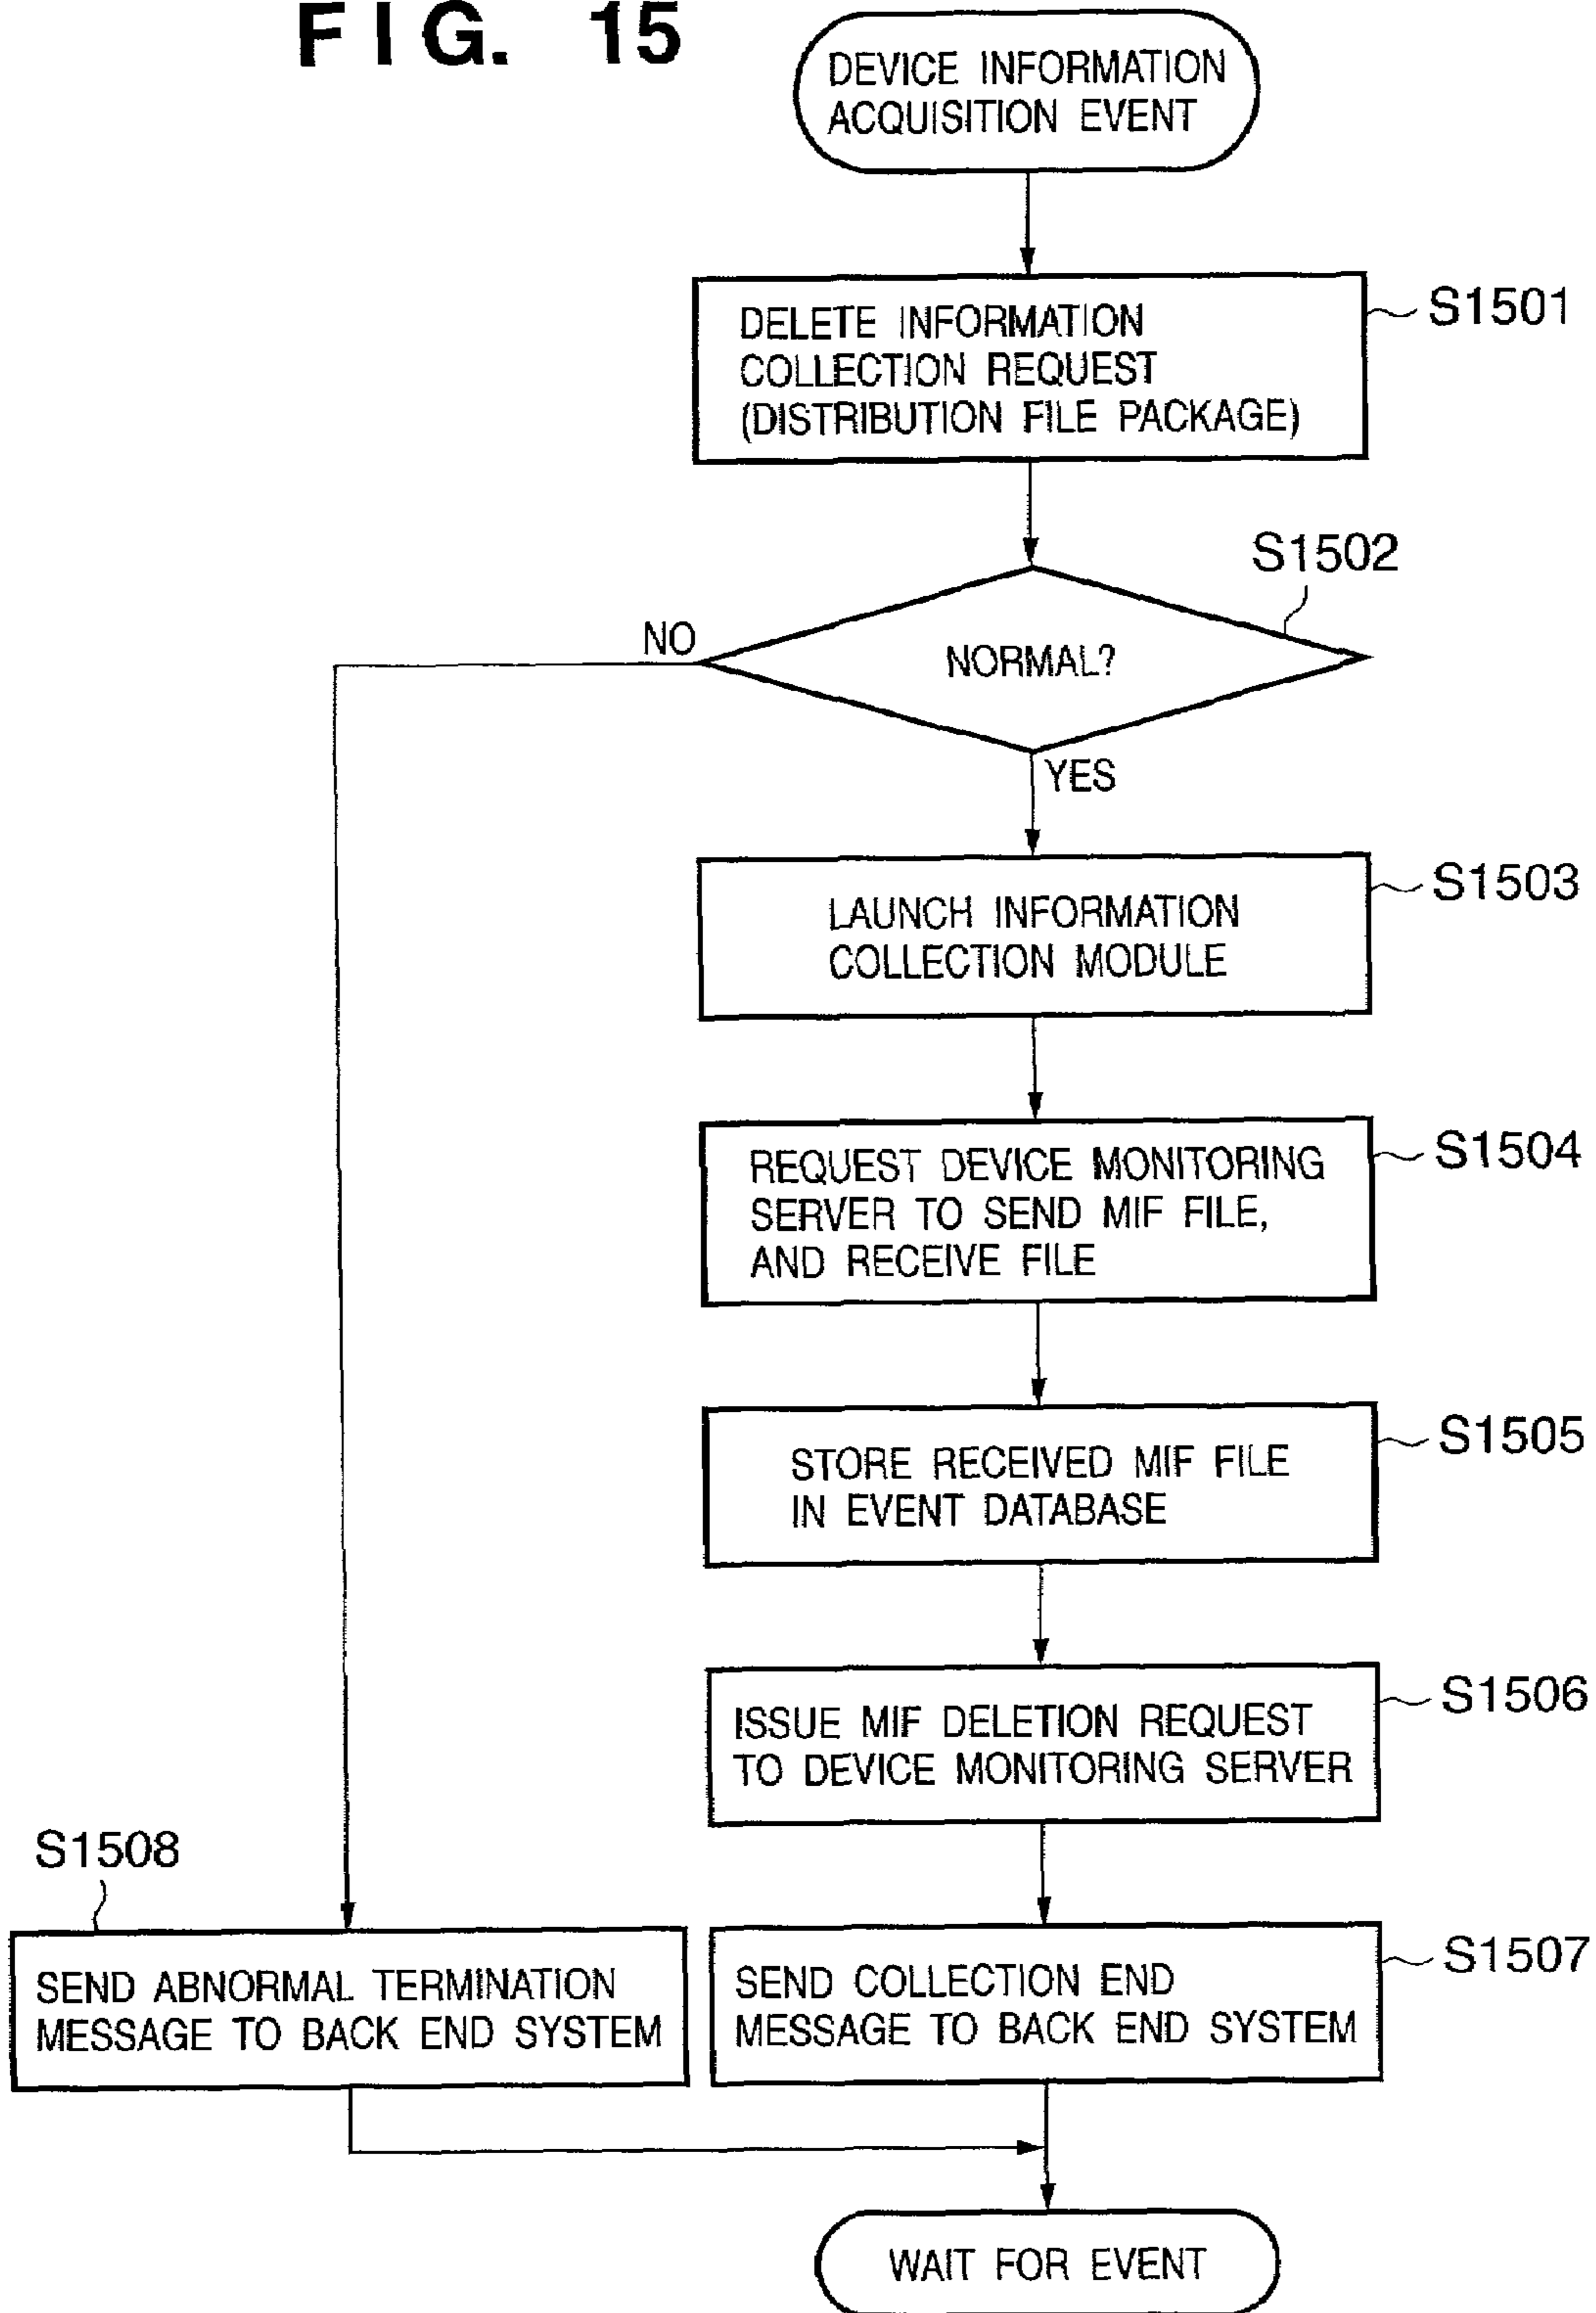 FIG. 15
DEVICE INFORMATION
ACQUISITION EVENT
DELETE INFORMATION
COLLECTION REQUEST
(DISTRIBUTION FILE PACKAGE)
S1501
S1502
NO
NORMAL?
YES
LAUNCH INFORMATION
COLLECTION MODULE
S1503
REQUEST DEVICE MONITORING
SERVER TO SEND MIF FILE,
AND RECEIVE FILE
S1504
STORE RECEIVED MIF FILE
IN EVENT DATABASE
S1505
ISSUE MIF DELETION REQUEST
TO DEVICE MONITORING SERVER
S1506
S1508
SEND ABNORMAL TERMINATION
MESSAGE TO BACK END SYSTEM
SEND COLLECTION END
MESSAGE TO BACK END SYSTEM
S1507
WAIT FOR EVENT